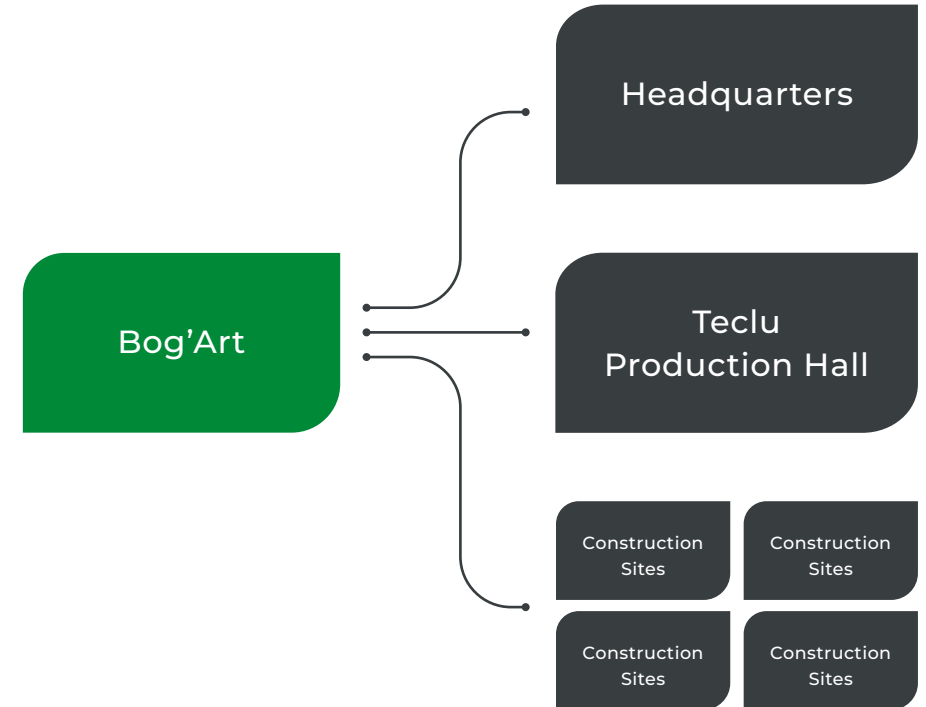 Headquarters
Bog’Art
Teclu
Production Hall
Construction
Sites
Construction
Sites
Construction
Sites
Construction
Sites